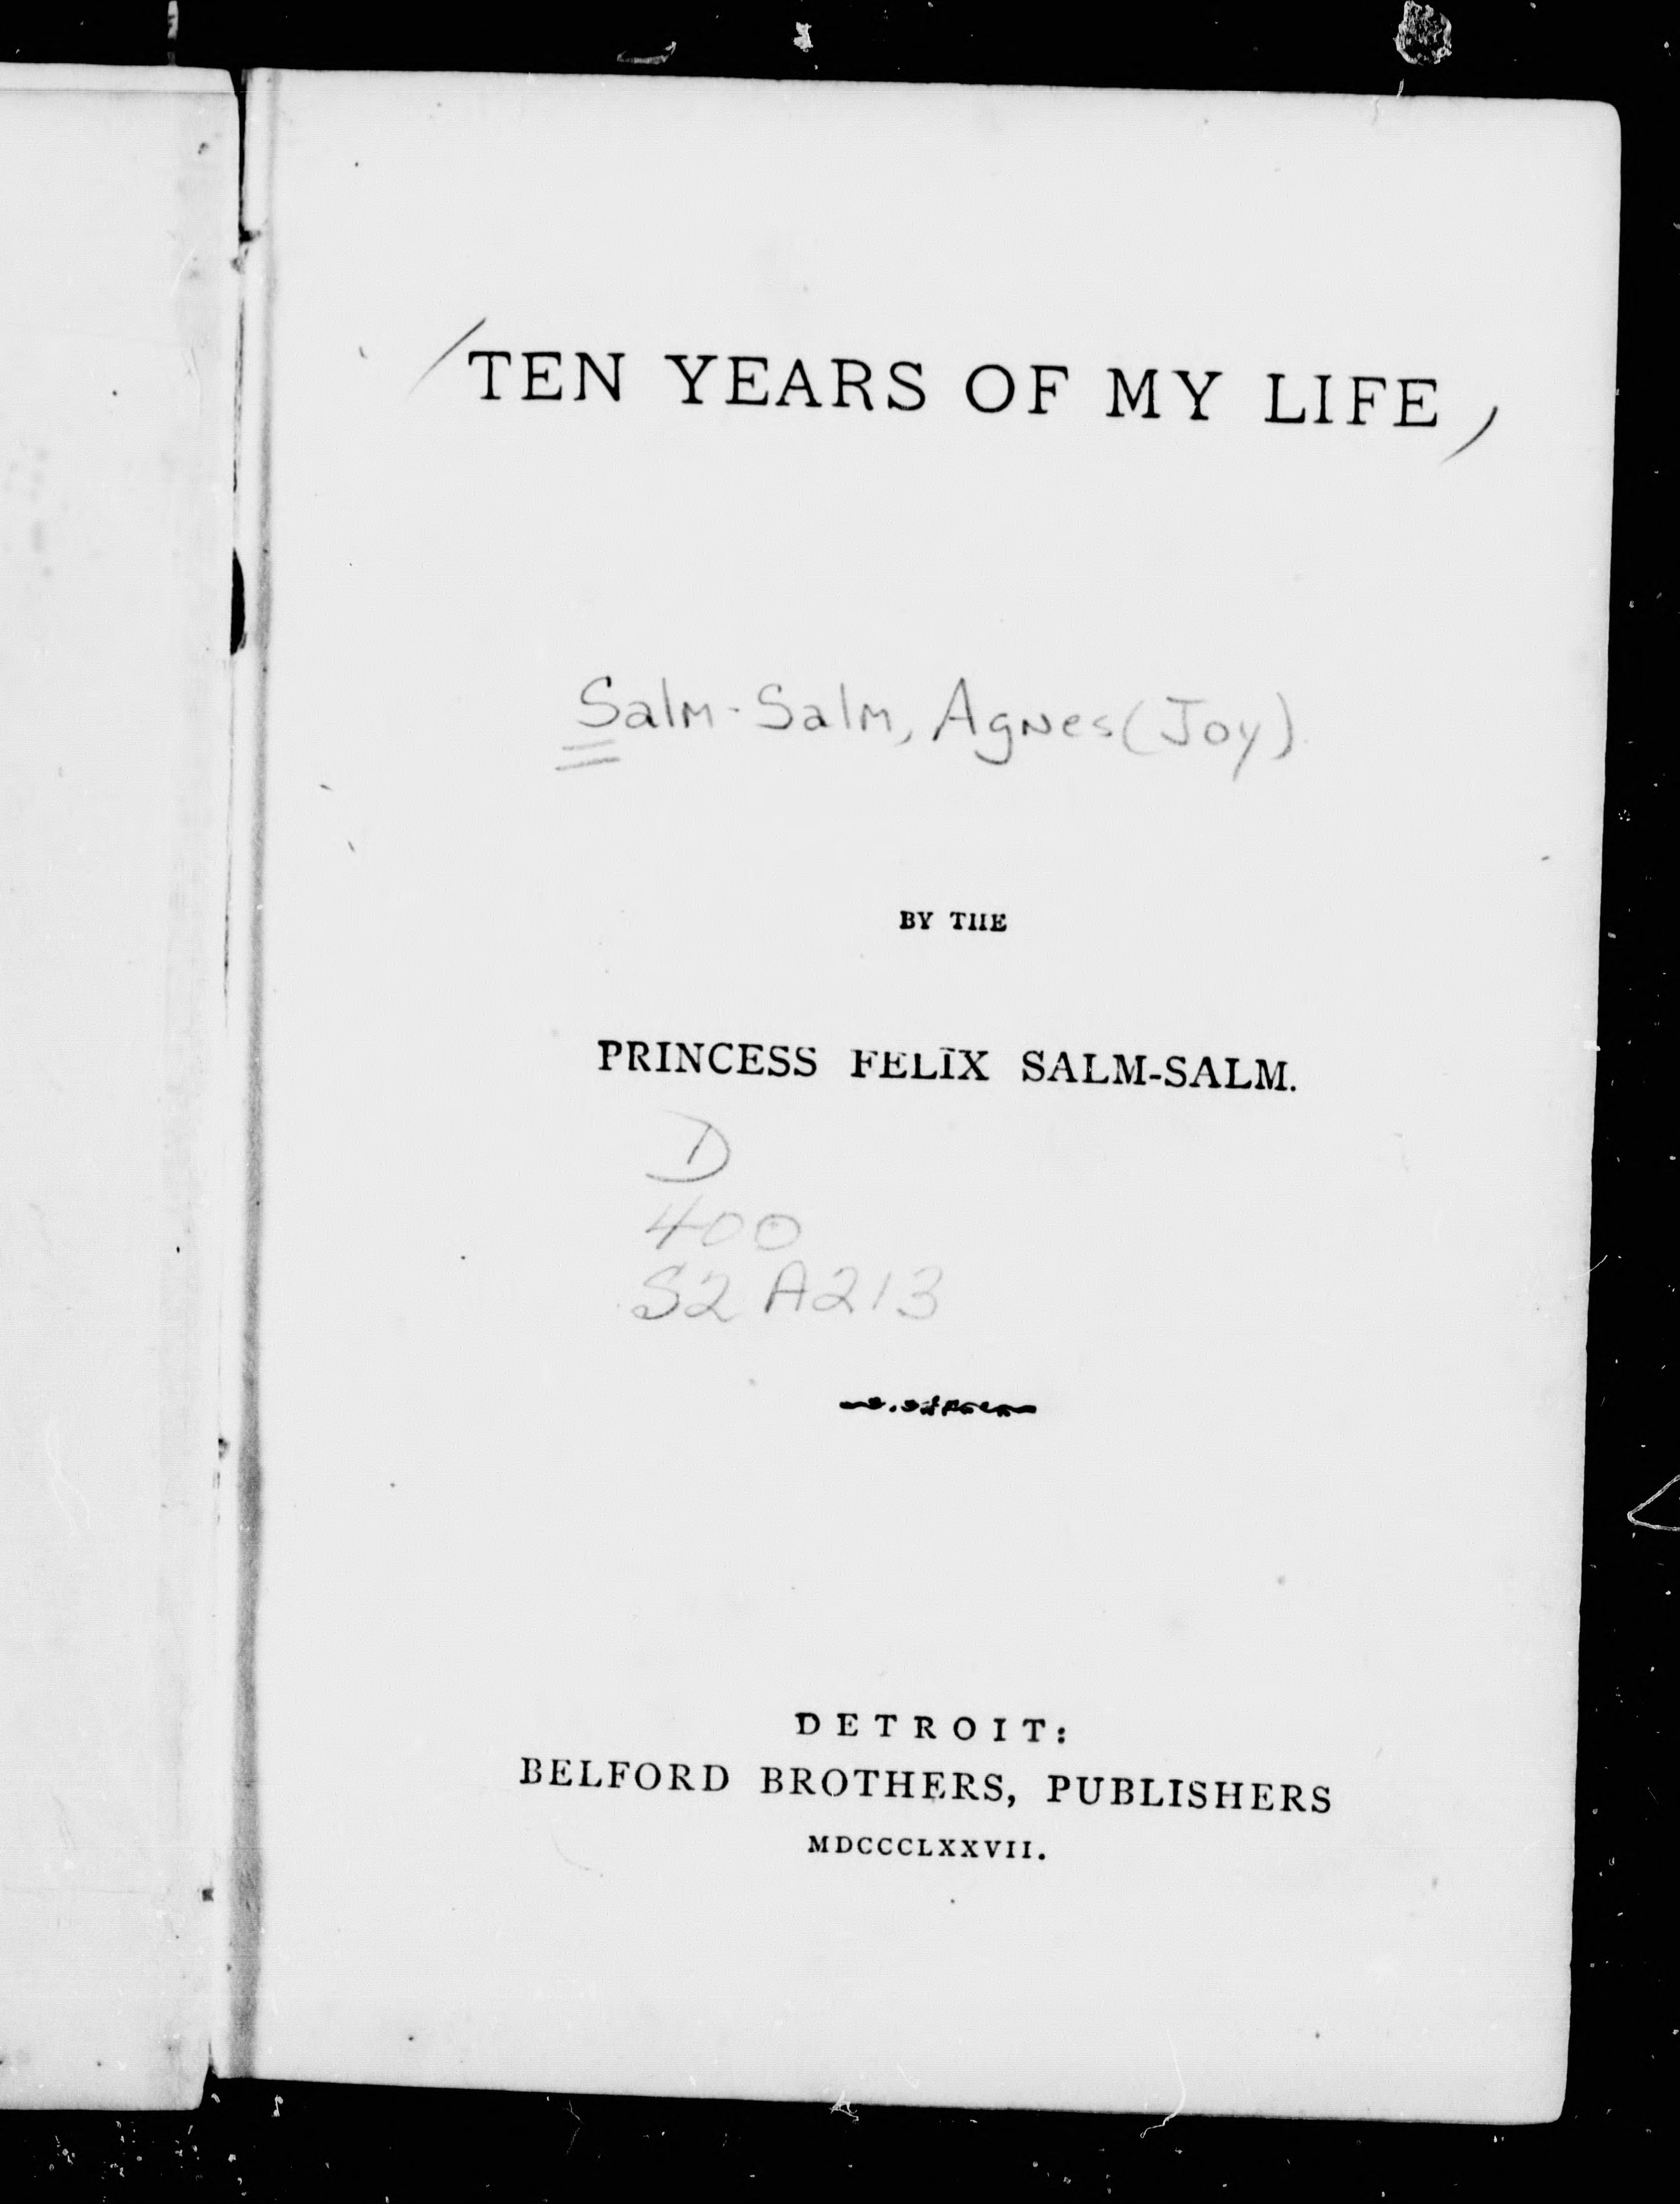 TEN YEARS OF MY LIFE
Salm-Salm, Agnes (Joy)
BY THE
PRINCESS FELIX SALM-SALM.
D
400
S2 A213
DETROIT:
BELFORD BROTHERS, PUBLISHERS
MDCCCLXXVII.